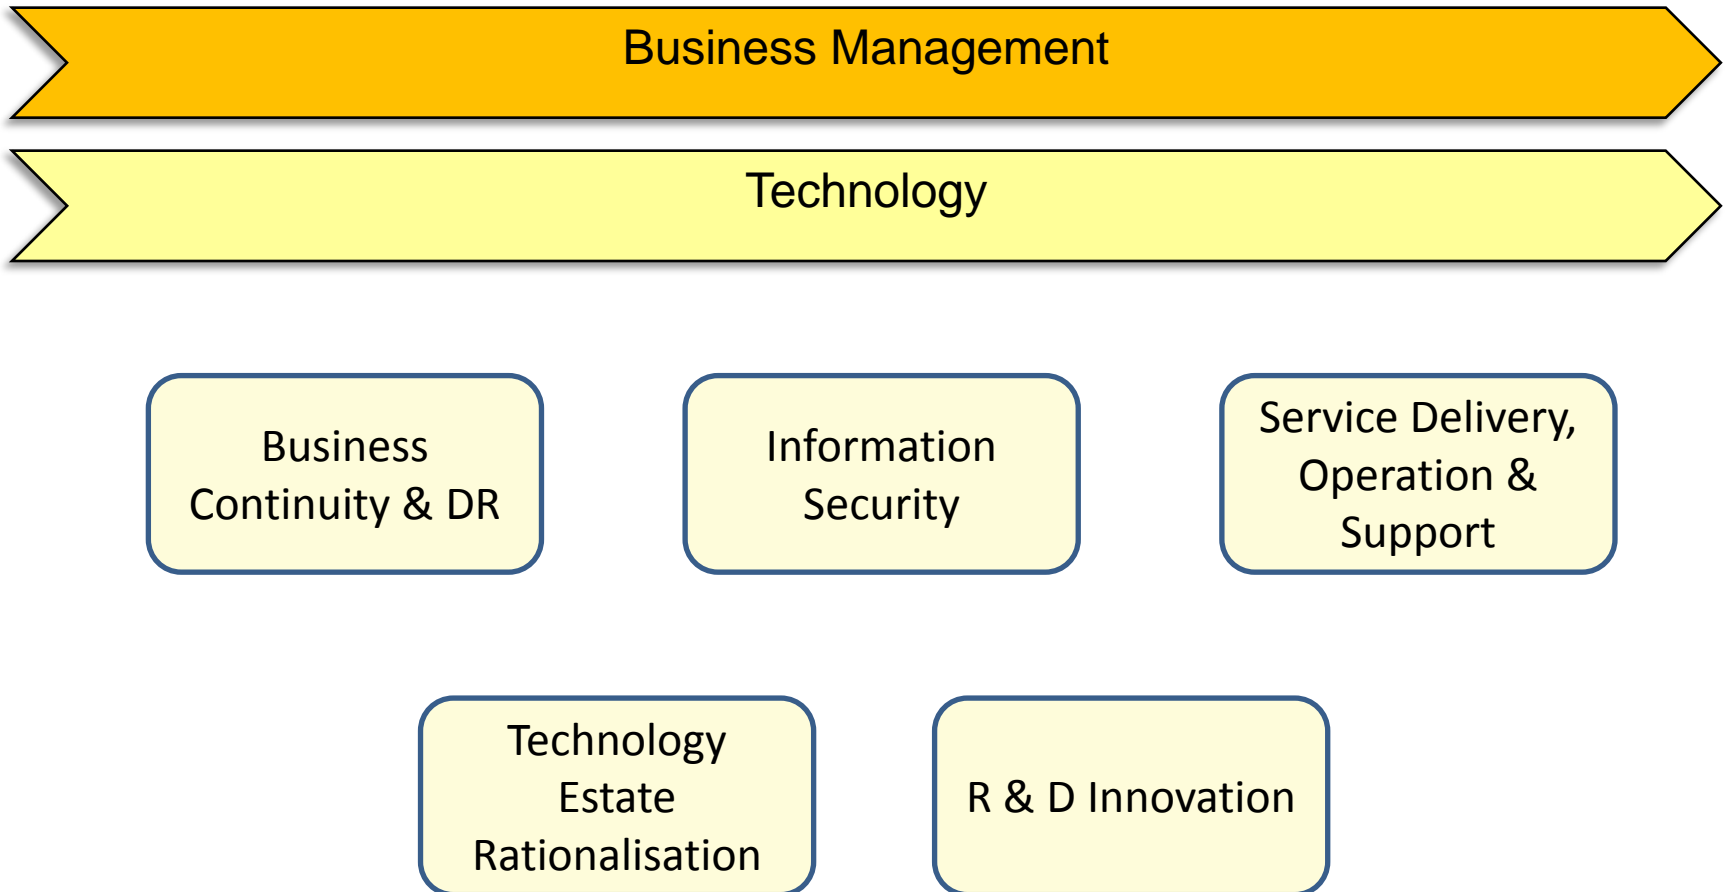 Business Management
Technology
Business
Continuity & DR
Information
Security
Service Delivery,
Operation &
Support
Technology
Estate
Rationalisation
R & D Innovation